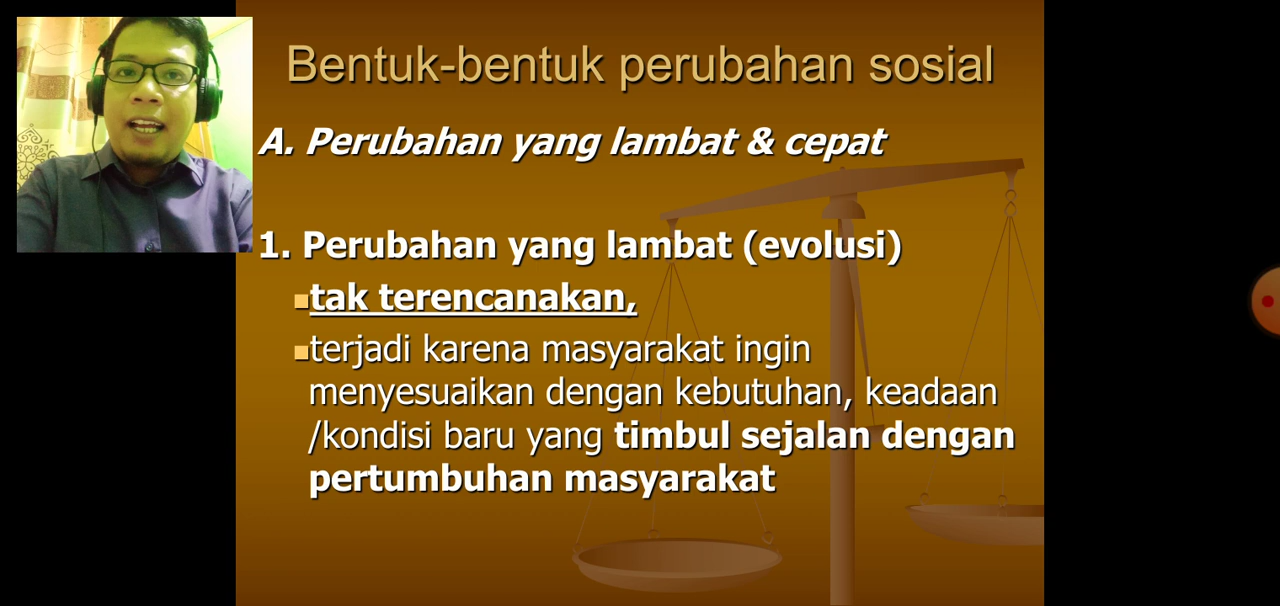 Bentuk-bentuk perubahan sosial
A. Perubahan yang lambat & cepat
1. Perubahan yang lambat (evolusi)
tak terencanakan,
terjadi karena masyarakat ingin
menyesuaikan dengan kebutuhan, keadaan
/kondisi baru yang timbul sejalan dengan
pertumbuhan masyarakat